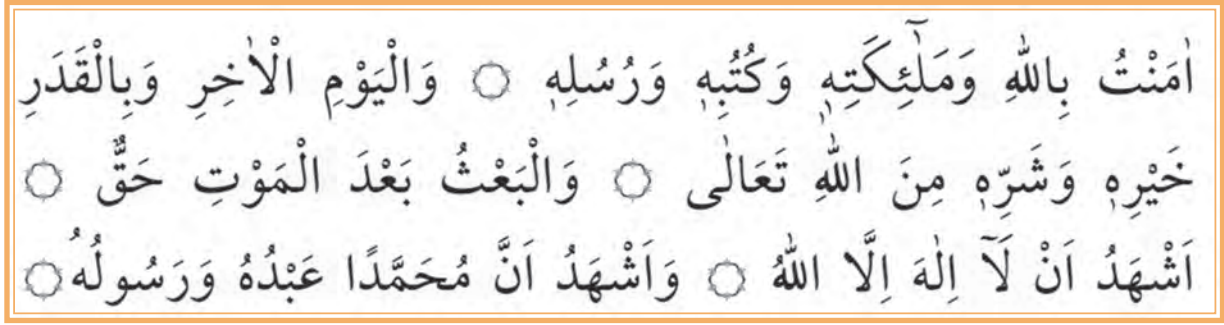 اٰمَنْتُ بِاللّٰهِ وَمَلٰٓئِكَتِهٖ وَكُتُبِهٖ وَرُسُلِهٖ ۝ وَالْيَوْمِ الْاٰخِرِ وَبِالْقَدَرِ
خَيْرِهٖ وَشَرِّهٖ مِنَ اللّٰهِ تَعَالٰى ۝ وَالْبَعْثُ بَعْدَ الْمَوْتِ حَقٌّ ۝
اَشْهَدُ اَنْ لَٓا اِلٰهَ اِلَّا اللّٰهُ ۝ وَاَشْهَدُ اَنَّ مُحَمَّدًا عَبْدُهُ وَرَسُولُهُ ۝